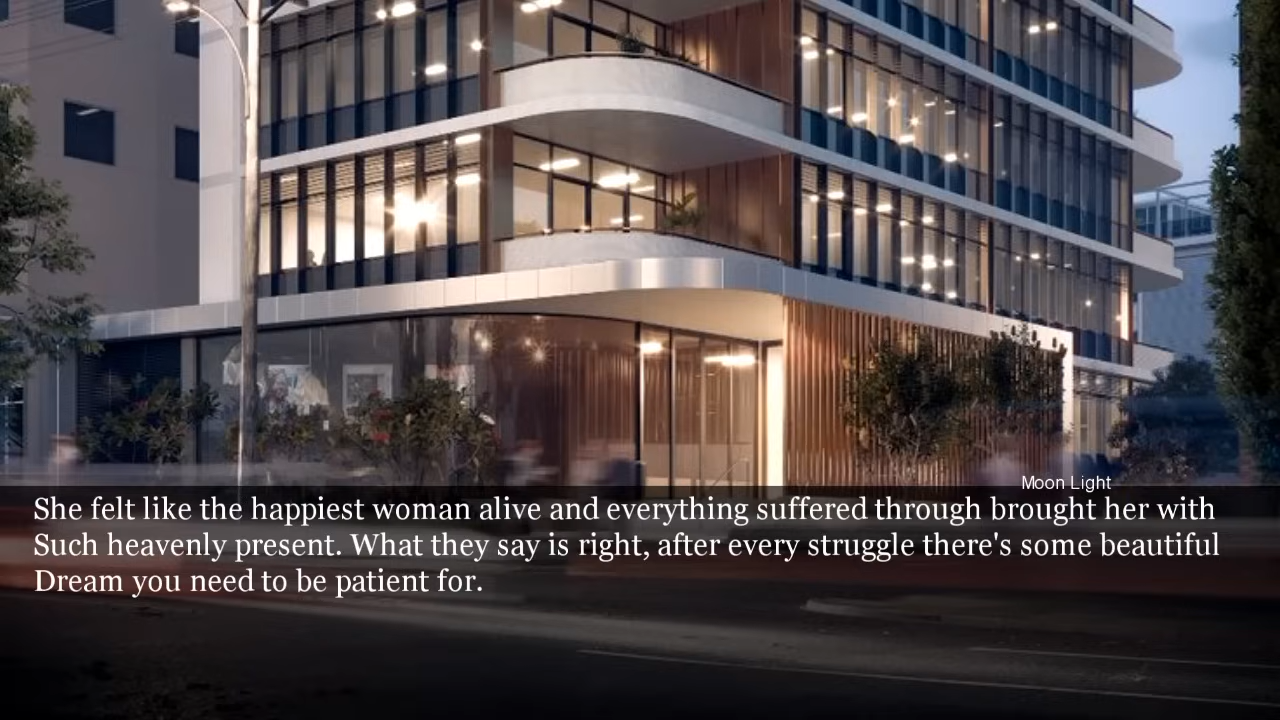 Moon Light
She felt like the happiest woman alive and everything suffered through brought her with
Such heavenly present. What they say is right, after every struggle there's some beautiful
Dream you need to be patient for.